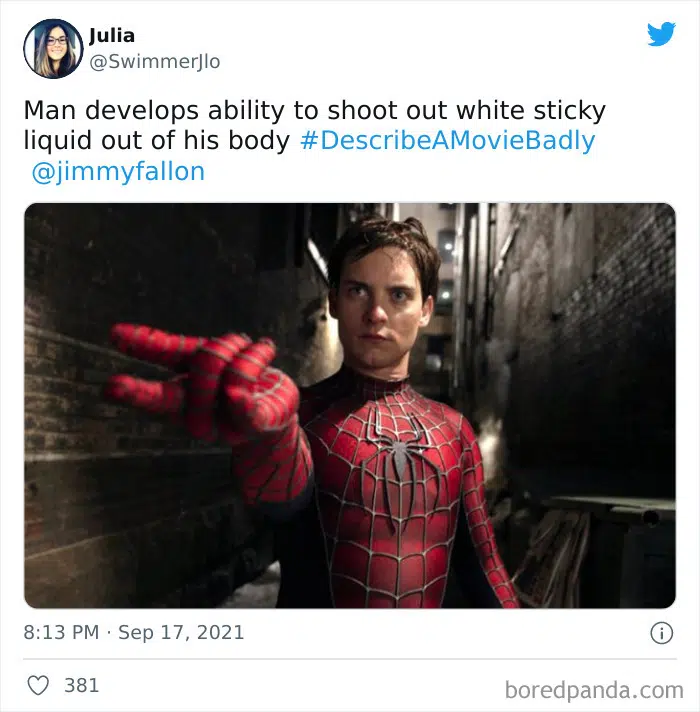 Julia
@SwimmerJlo
Man develops ability to shoot out white sticky
liquid out of his body #DescribeAMovieBadly
@jimmyfallon
8:13 PM · Sep 17, 2021
381
boredpanda.com